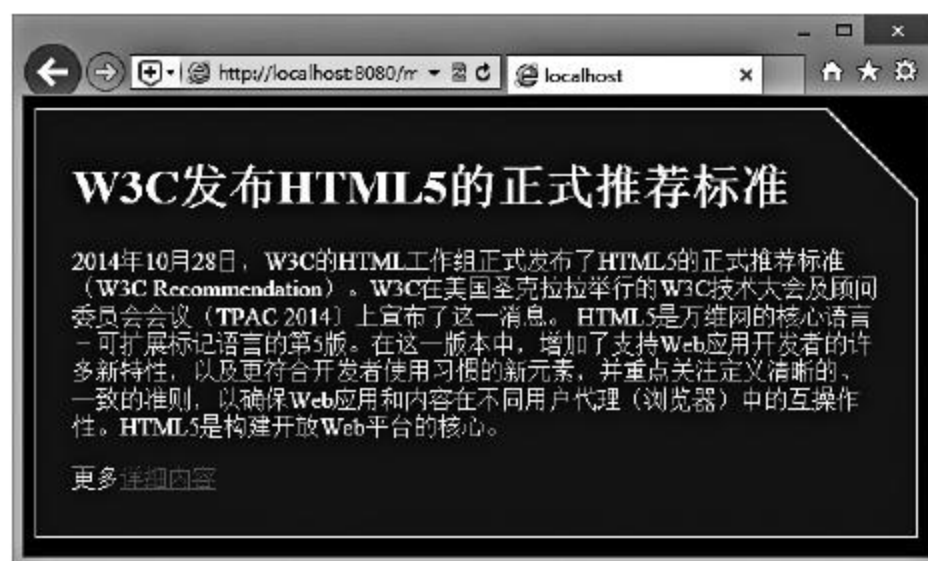 http://localhost:8080/m
localhost
W3C发布HTML5的正式推荐标准
2014年10月28日，W3C的HTML工作组正式发布了HTML5的正式推荐标准
（W3C Recommendation）。W3C在美国圣克拉拉举行的W3C技术大会及顾问
委员会会议（TPAC 2014）上宣布了这一消息。 HTML5是万维网的核心语言
－可扩展标记语言的第5版。在这一版本中，增加了支持Web应用开发者的许
多新特性，以及更符合开发者使用习惯的新元素，并重点关注定义清晰的、
一致的准则，以确保Web应用和内容在不同用户代理（浏览器）中的互操作
性。HTML5是构建开放Web平台的核心。
更多详细内容